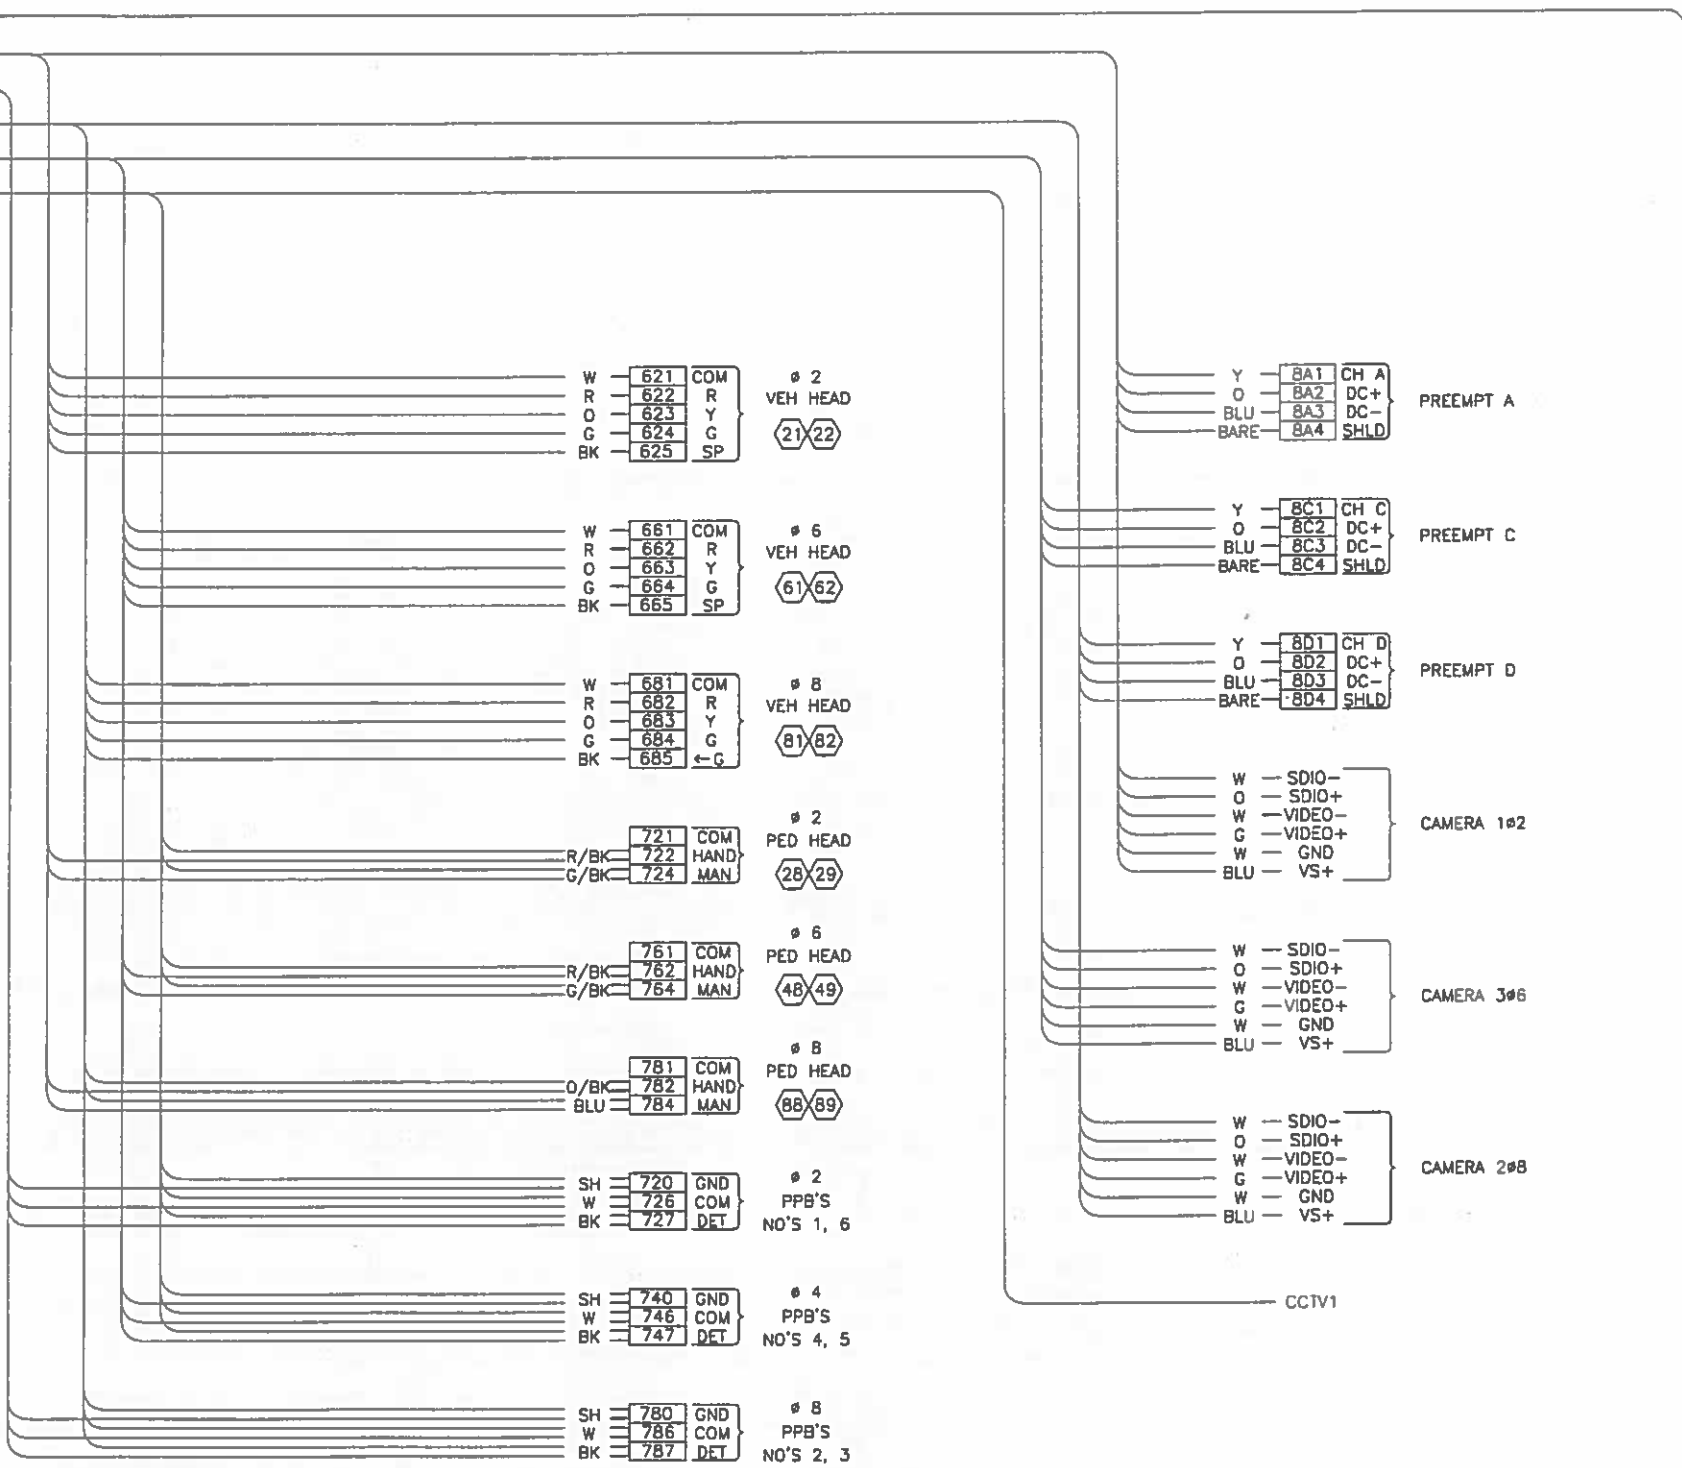 W 621 COM ø 2
R 622 R VEH HEAD
O 623 Y
G 624 G 21 22
BK 625 SP
W 661 COM ø 6
R 662 R VEH HEAD
O 663 Y
G 664 G 61 62
BK 665 SP
W 681 COM ø 8
R 682 R VEH HEAD
O 683 Y
G 684 G 81 82
BK 685 ←G
721 COM ø 2
R/BK 722 HAND PED HEAD
G/BK 724 MAN 28 29
761 COM ø 6
R/BK 762 HAND PED HEAD
G/BK 764 MAN 48 49
781 COM ø 8
O/BK 782 HAND PED HEAD
BLU 784 MAN 88 89
SH 720 GND ø 2
W 726 COM PPB'S
BK 727 DET NO'S 1, 6
SH 740 GND ø 4
W 746 COM PPB'S
BK 747 DET NO'S 4, 5
SH 780 GND ø 8
W 786 COM PPB'S
BK 787 DET NO'S 2, 3
Y 8A1 CH A
O 8A2 DC+ PREEMPT A
BLU 8A3 DC-
BARE 8A4 SHLD
Y 8C1 CH C
O 8C2 DC+ PREEMPT C
BLU 8C3 DC-
BARE 8C4 SHLD
Y 8D1 CH D
O 8D2 DC+ PREEMPT D
BLU 8D3 DC-
BARE 8D4 SHLD
W SDIO-
O SDIO+
W VIDEO- CAMERA 1ø2
G VIDEO+
W GND
BLU VS+
W SDIO-
O SDIO+
W VIDEO- CAMERA 3ø6
G VIDEO+
W GND
BLU VS+
W SDIO-
O SDIO+
W VIDEO- CAMERA 2ø8
G VIDEO+
W GND
BLU VS+
CCTV1